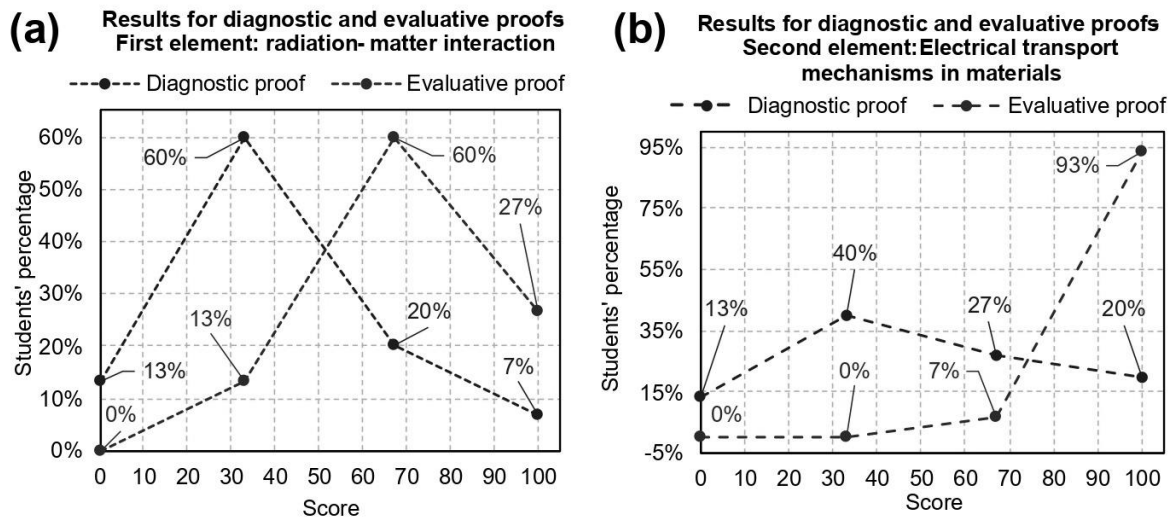 (a)
Results for diagnostic and evaluative proofs
First element: radiation- matter interaction
Diagnostic proof
Evaluative proof
Students' percentage
60%
50%
40%
30%
20%
10%
0%
60%
60%
27%
13%
20%
13%
7%
0%
0 10 20 30 40 50 60 70 80 90 100
Score
(b)
Results for diagnostic and evaluative proofs
Second element:Electrical transport
mechanisms in materials
Diagnostic proof
Evaluative proof
Students' percentage
95%
75%
55%
35%
15%
-5%
93%
40%
13%
27%
20%
0%
0%
7%
0 10 20 30 40 50 60 70 80 90 100
Score